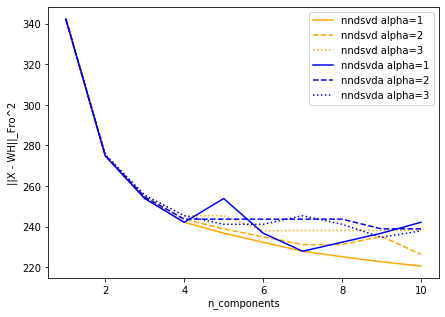 340
320
300
280
260
240
220
||X - WH||_Fro^2
2
4
6
8
10
n_components
nndsvd alpha=1
nndsvd alpha=2
nndsvd alpha=3
nndsvda alpha=1
nndsvda alpha=2
nndsvda alpha=3